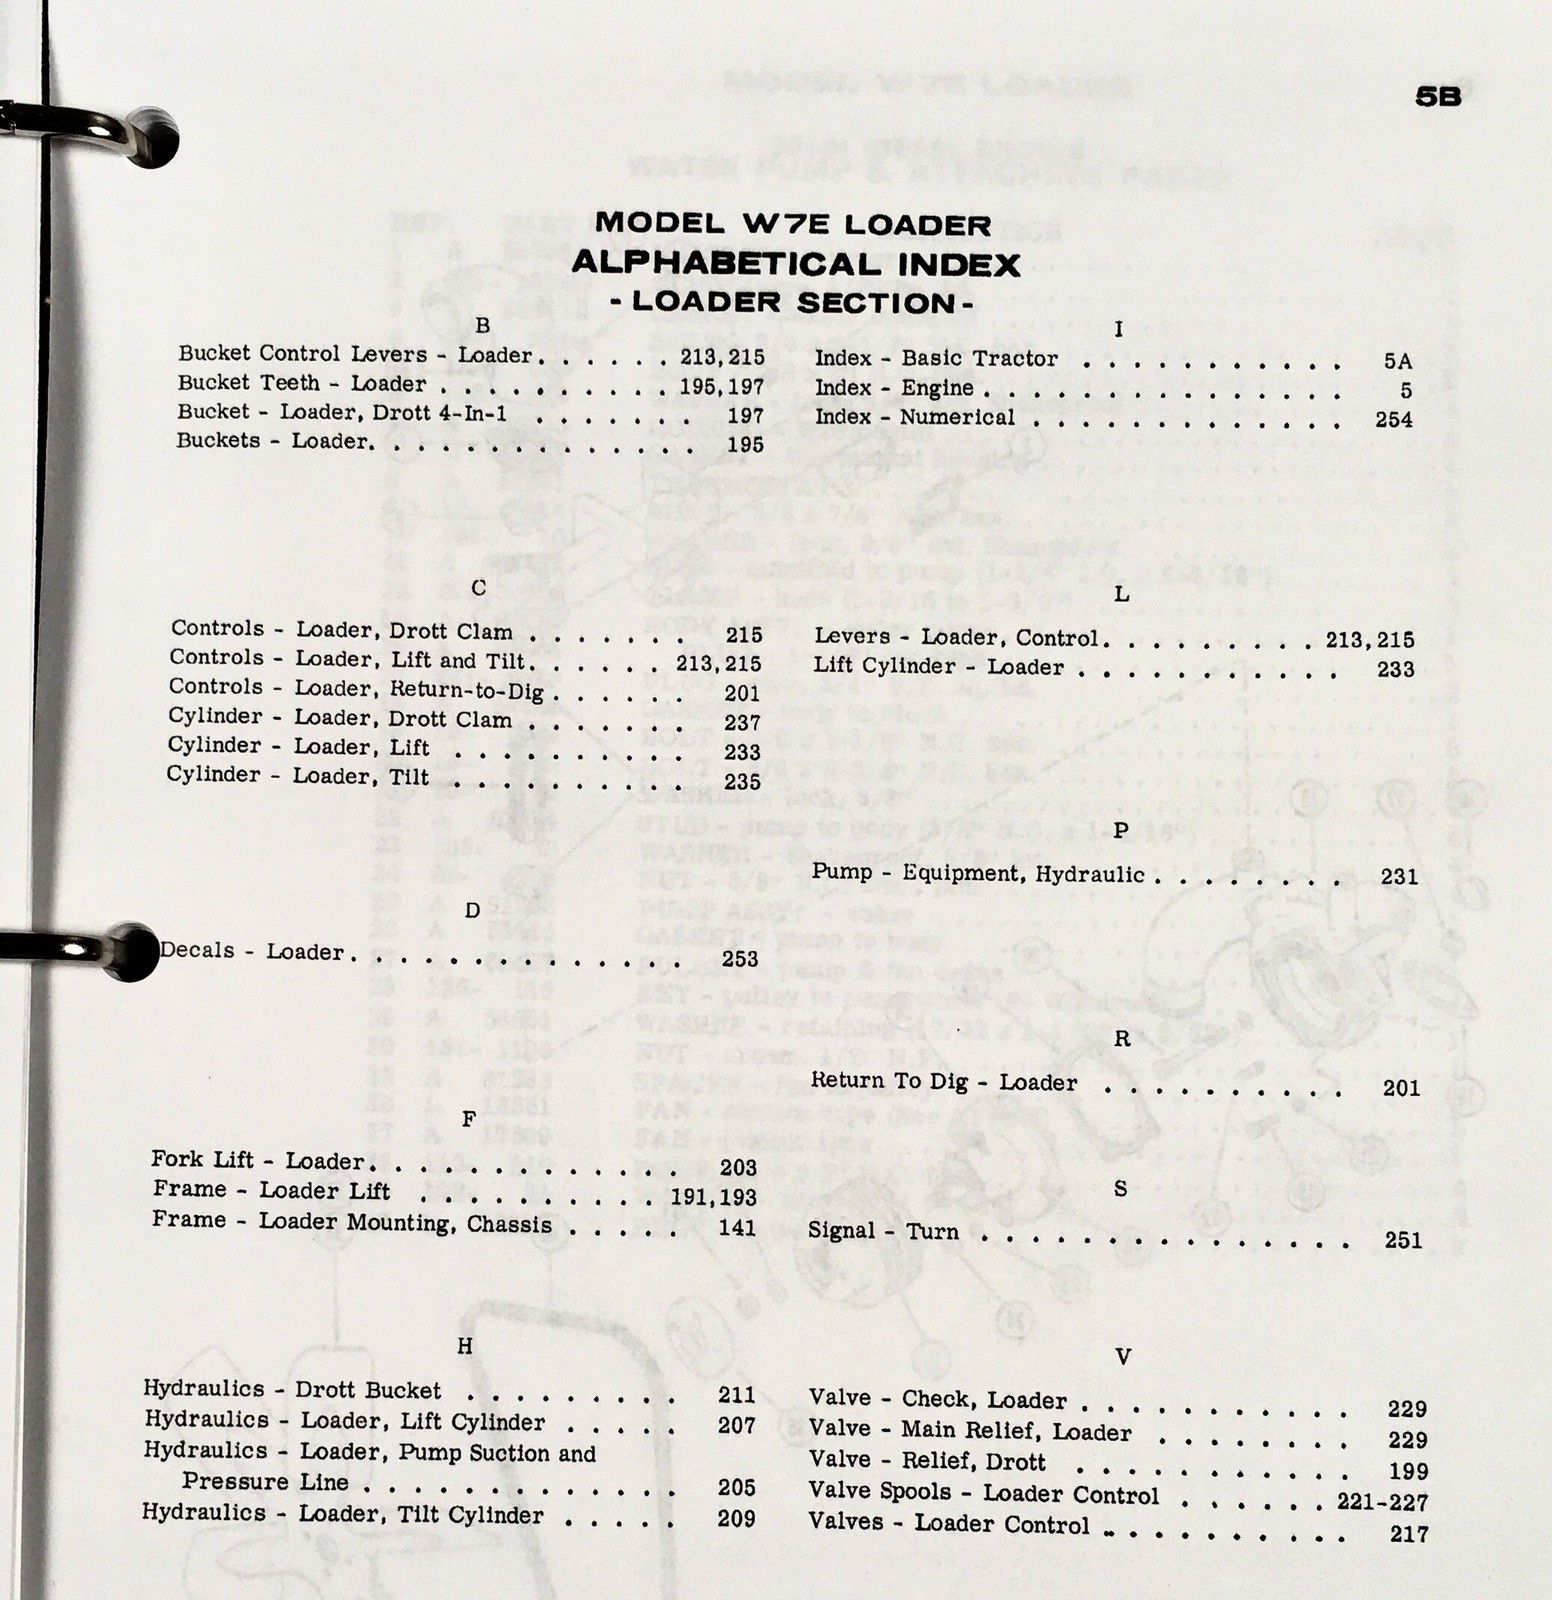 5B
MODEL W7E LOADER
ALPHABETICAL INDEX
- LOADER SECTION -
B
Bucket Control Levers - Loader. . . . . . 213,215
Bucket Teeth - Loader . . . . . . . . . . 195,197
Bucket - Loader, Drott 4-In-1 . . . . . . . 197
Buckets - Loader. . . . . . . . . . . . . . 195
C
Controls - Loader, Drott Clam . . . . . . . 215
Controls - Loader, Lift and Tilt. . . . . . 213,215
Controls - Loader, Return-to-Dig . . . . . . 201
Cylinder - Loader, Drott Clam . . . . . . . 237
Cylinder - Loader, Lift . . . . . . . . . . 233
Cylinder - Loader, Tilt . . . . . . . . . . 235
D
Decals - Loader. . . . . . . . . . . . . . 253
F
Fork Lift - Loader. . . . . . . . . . . . . 203
Frame - Loader Lift . . . . . . . . . . 191,193
Frame - Loader Mounting, Chassis . . . . . 141
H
Hydraulics - Drott Bucket . . . . . . . . . 211
Hydraulics - Loader, Lift Cylinder . . . . . 207
Hydraulics - Loader, Pump Suction and
Pressure Line . . . . . . . . . . . . . 205
Hydraulics - Loader, Tilt Cylinder . . . . . 209
I
Index - Basic Tractor . . . . . . . . . . . 5A
Index - Engine . . . . . . . . . . . . . . . 5
Index - Numerical . . . . . . . . . . . . . 254
L
Levers - Loader, Control. . . . . . . . . 213,215
Lift Cylinder - Loader . . . . . . . . . . . 233
P
Pump - Equipment, Hydraulic . . . . . . . . 231
R
Return To Dig - Loader . . . . . . . . . . 201
S
Signal - Turn . . . . . . . . . . . . . . . 251
V
Valve - Check, Loader . . . . . . . . . . . 229
Valve - Main Relief, Loader . . . . . . . . 229
Valve - Relief, Drott . . . . . . . . . . . 199
Valve Spools - Loader Control . . . . . . 221-227
Valves - Loader Control . . . . . . . . . . 217